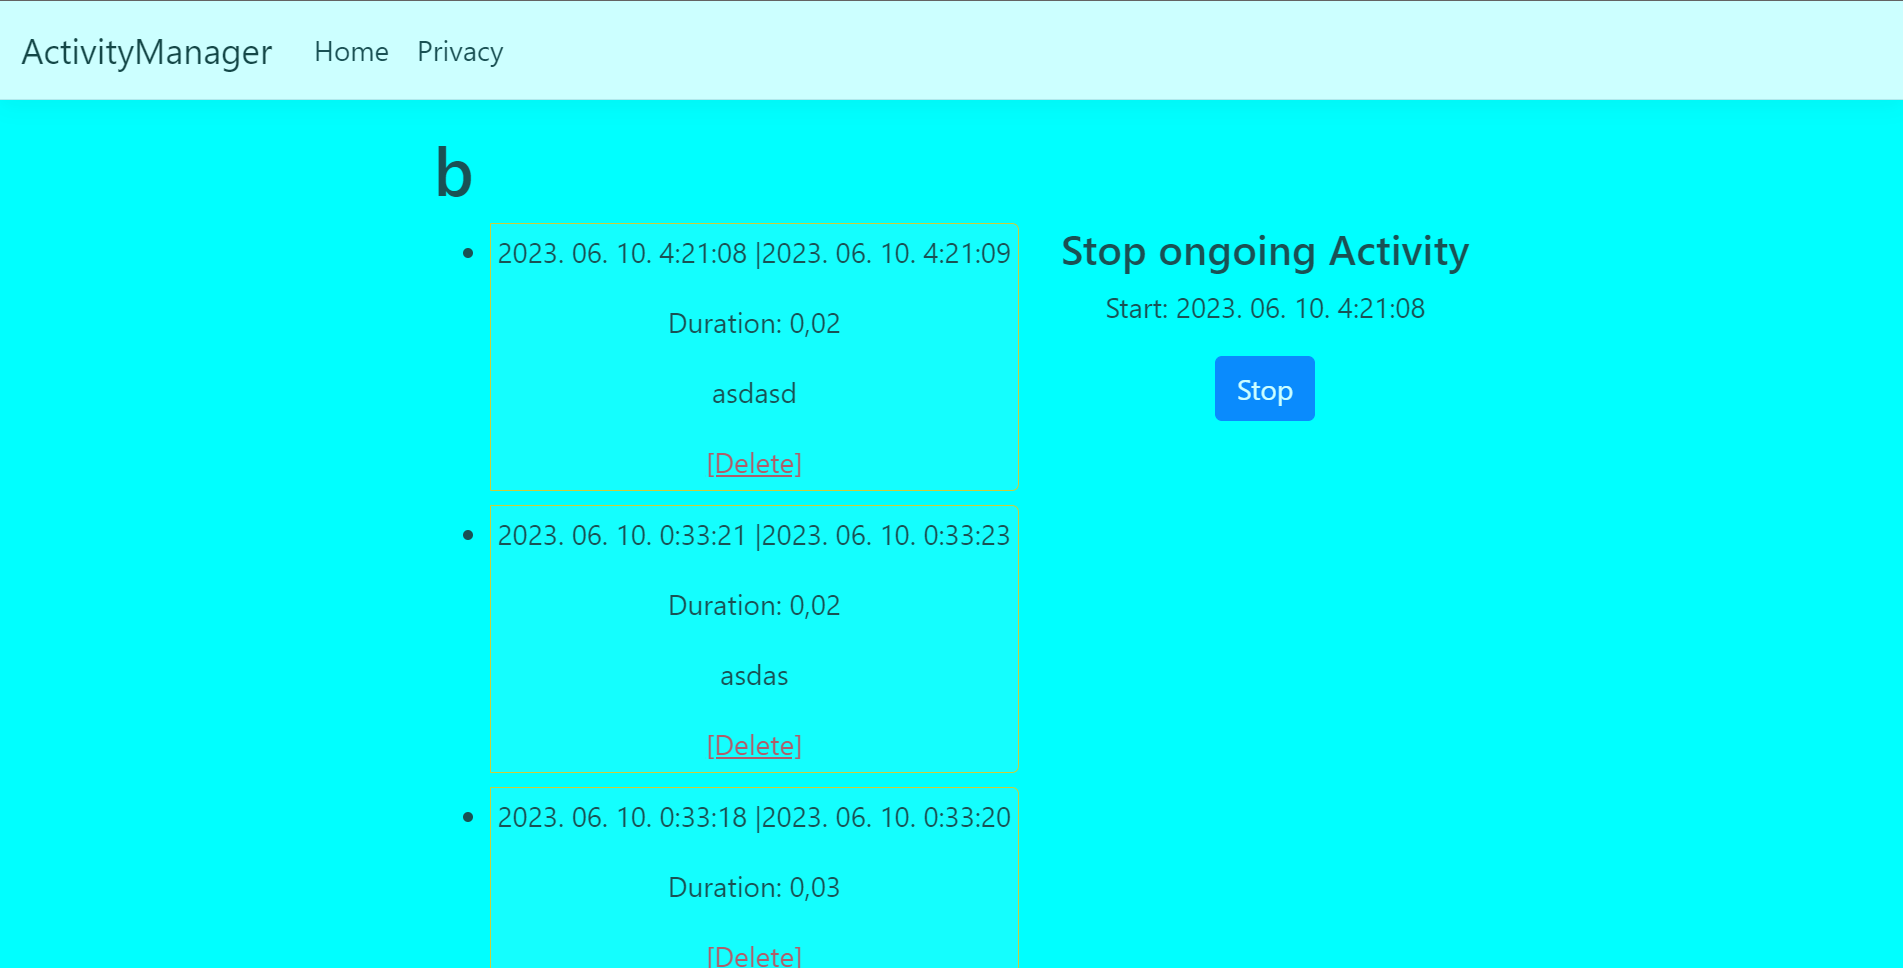 ActivityManager Home Privacy
b
2023. 06. 10. 4:21:08 |2023. 06. 10. 4:21:09
Duration: 0,02
asdasd
[Delete]
2023. 06. 10. 0:33:21 |2023. 06. 10. 0:33:23
Duration: 0,02
asdas
[Delete]
2023. 06. 10. 0:33:18 |2023. 06. 10. 0:33:20
Duration: 0,03
[Delete]
Stop ongoing Activity
Start: 2023. 06. 10. 4:21:08
Stop